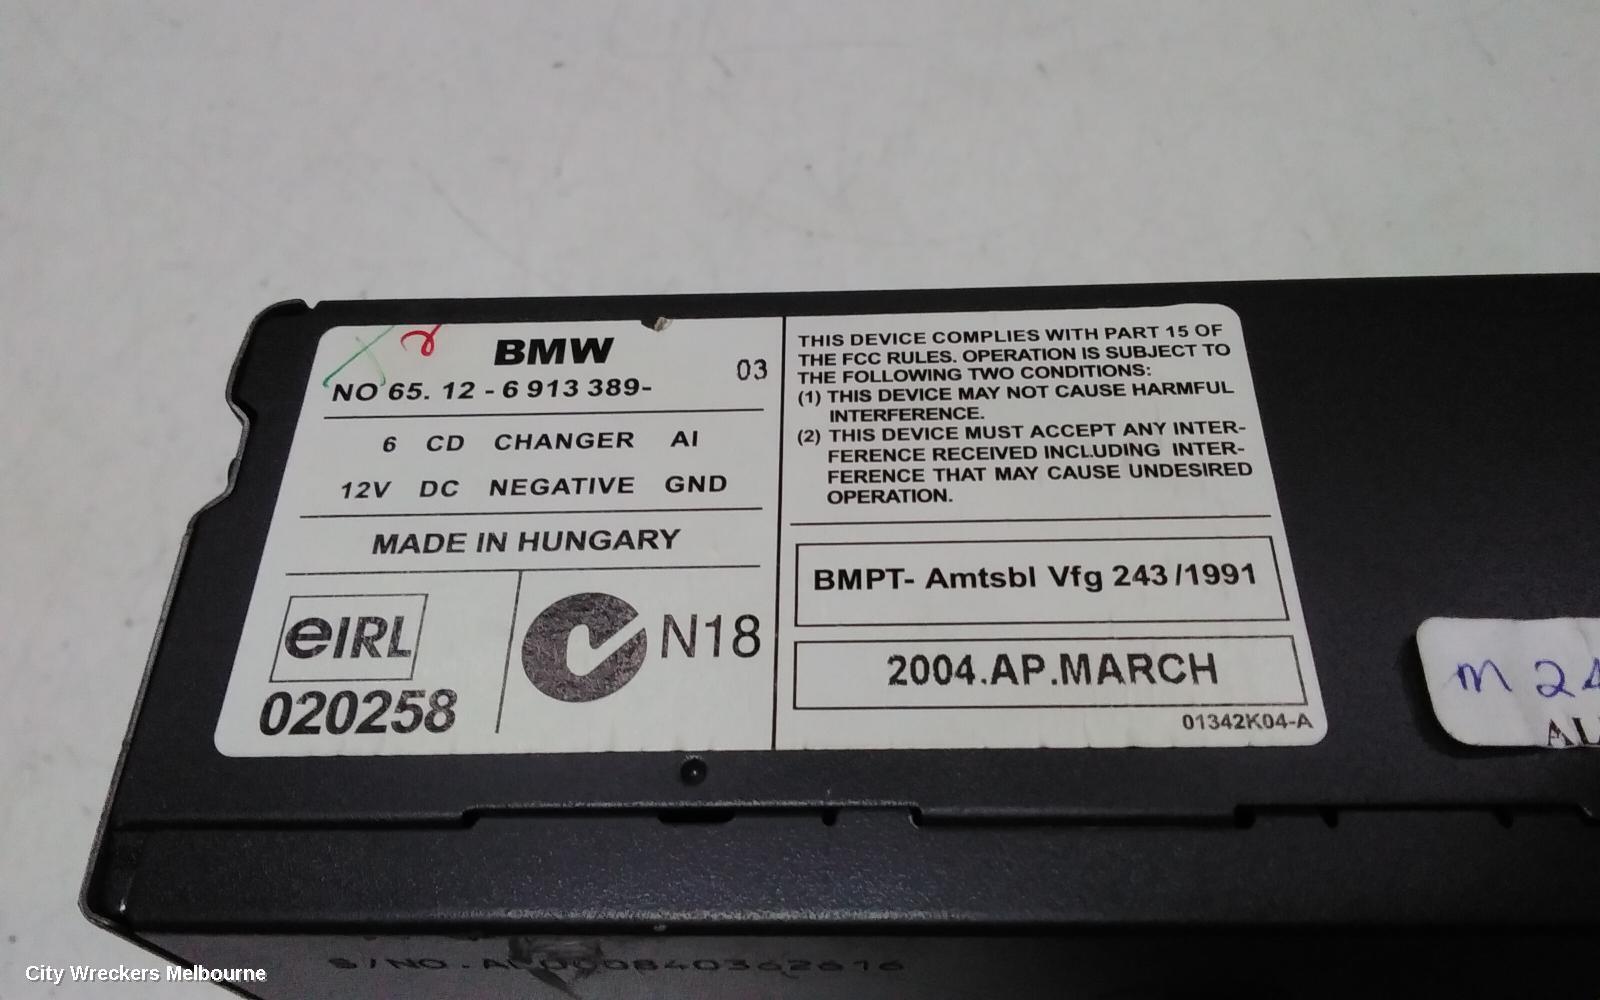 BMW
NO 65. 12 - 6 913 389-
03
6 CD CHANGER AI
12V DC NEGATIVE GND
MADE IN HUNGARY
eIRL
020258
N18
THIS DEVICE COMPLIES WITH PART 15 OF
THE FCC RULES. OPERATION IS SUBJECT TO
THE FOLLOWING TWO CONDITIONS:
(1) THIS DEVICE MAY NOT CAUSE HARMFUL
INTERFERENCE.
(2) THIS DEVICE MUST ACCEPT ANY INTER-
FERENCE RECEIVED INCLUDING INTER-
FERENCE THAT MAY CAUSE UNDESIRED
OPERATION.
BMPT- Amtsbl Vfg 243/1991
2004.AP.MARCH
01342K04-A
M 24
S/NO.
City Wreckers Melbourne